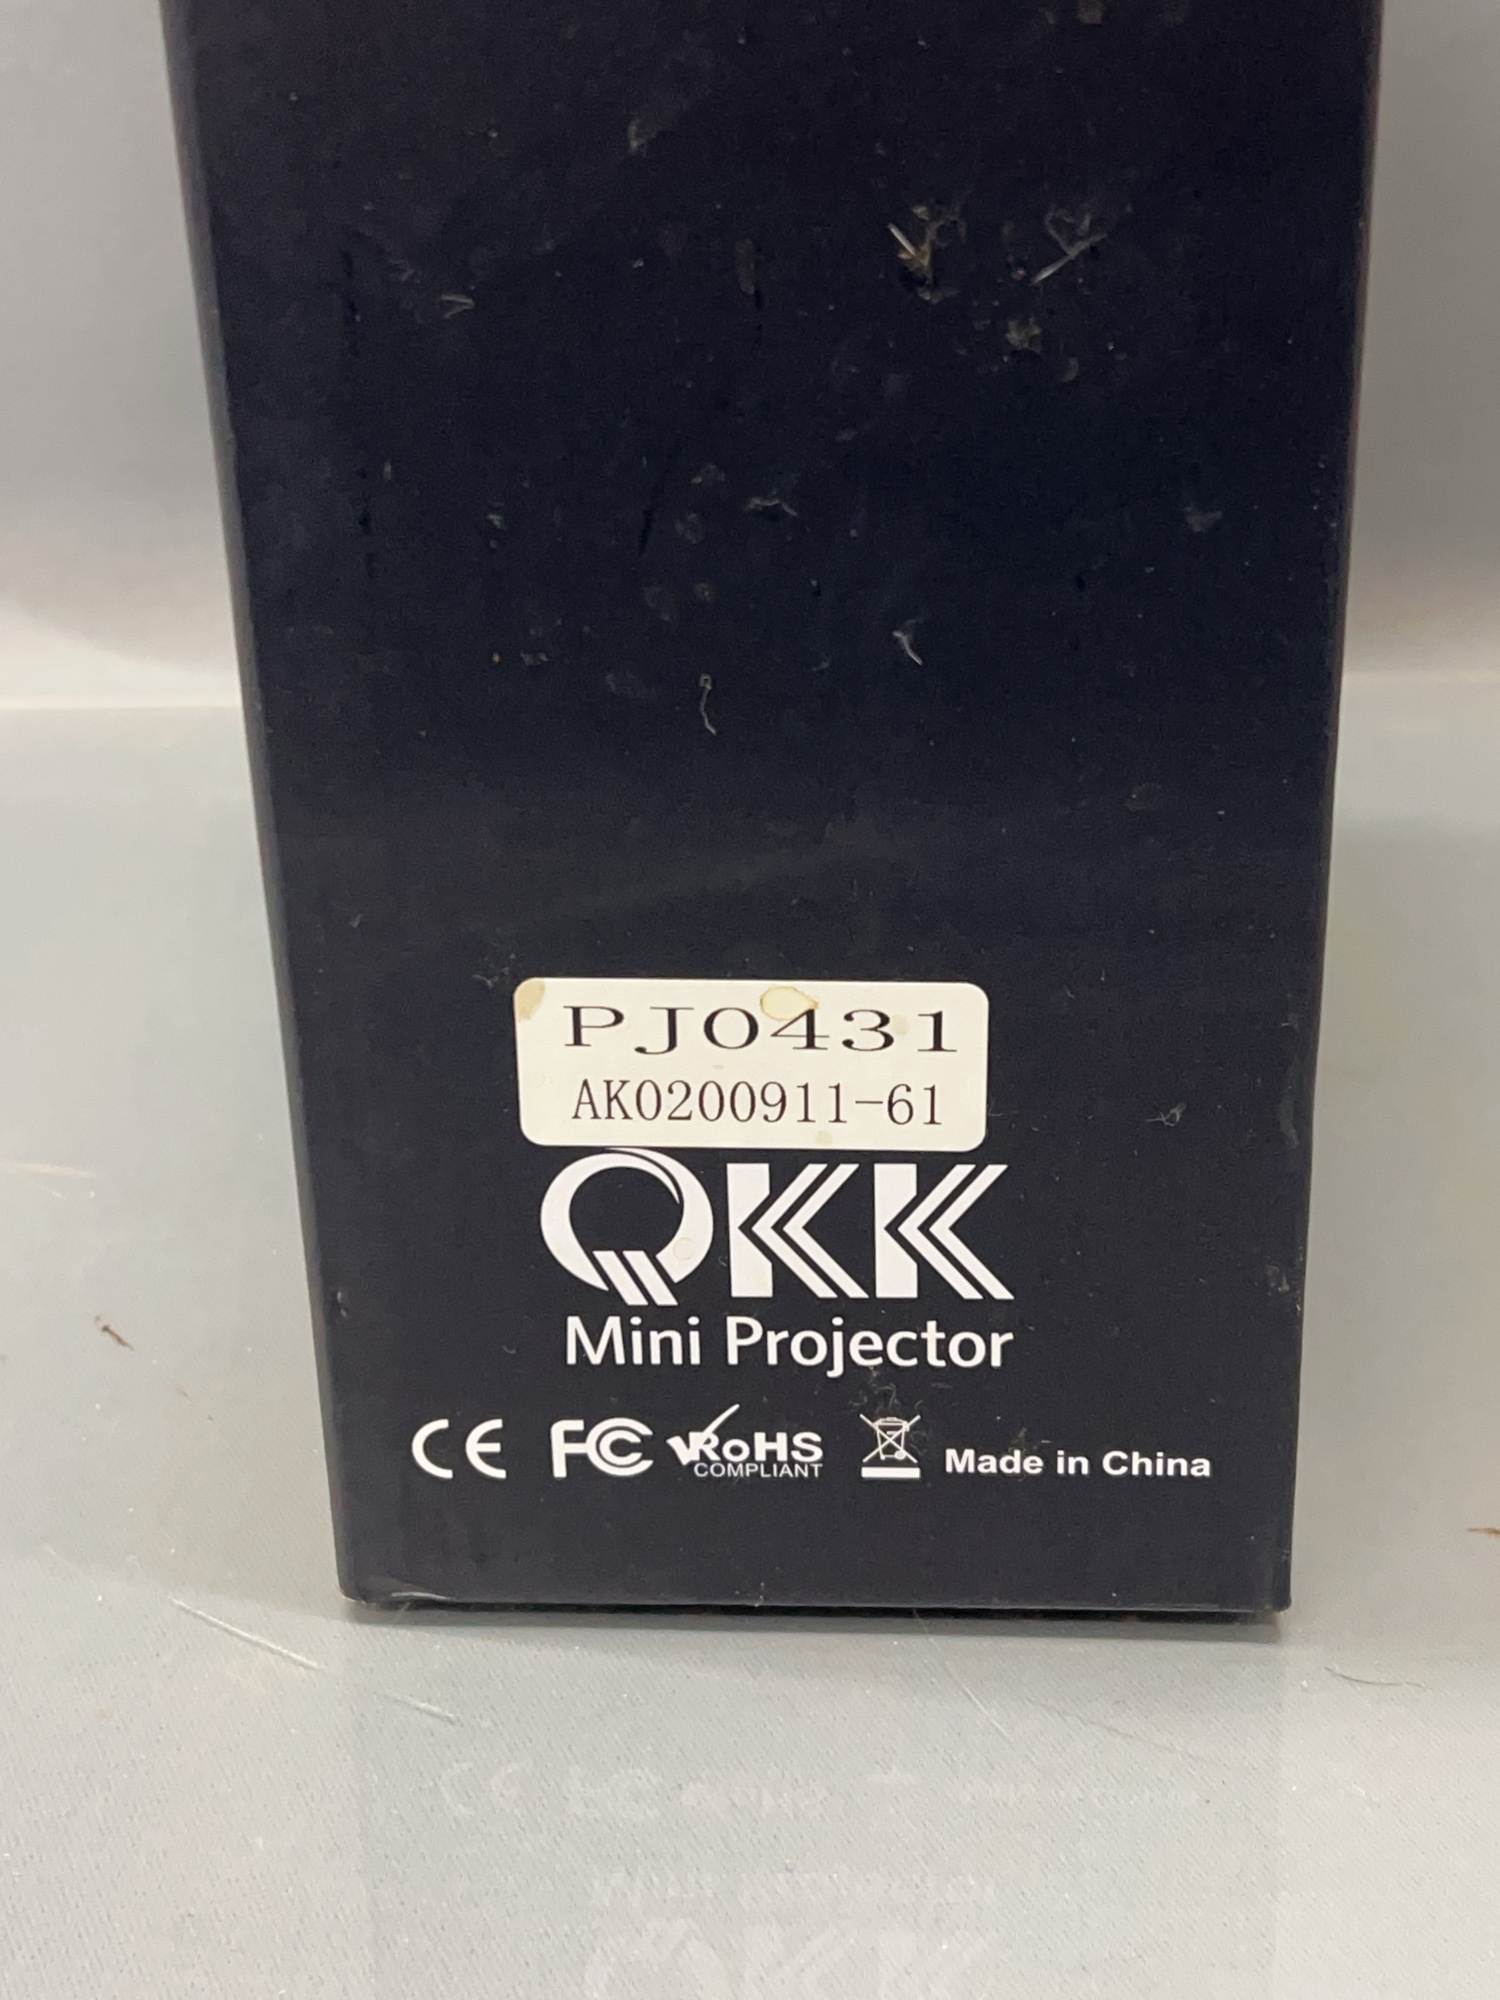 PJ0431
AK0200911-61
QKK
Mini Projector
CE FC RoHS COMPLIANT Made in China